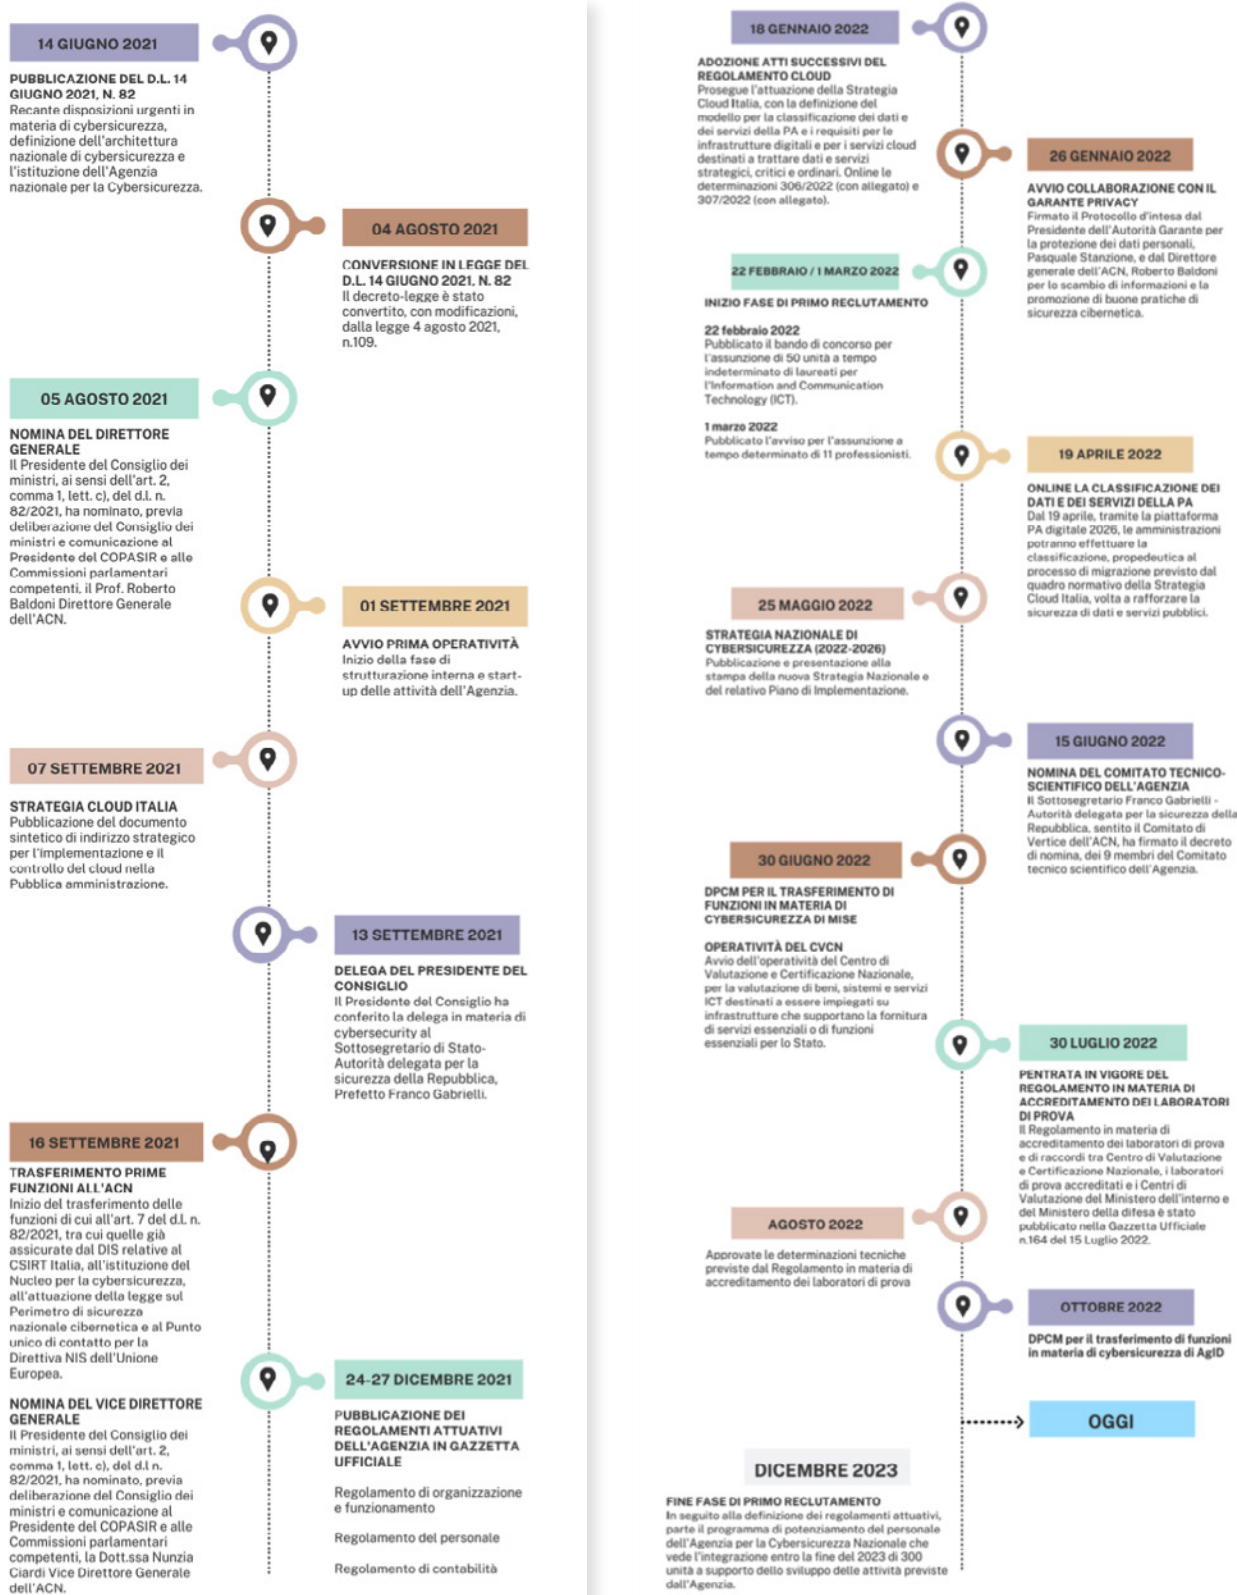 14 GIUGNO 2021
PUBBLICAZIONE DEL D.L. 14
GIUGNO 2021, N. 82
Recante disposizioni urgenti in
materia di cybersicurezza,
definizione dell'architettura
nazionale di cybersicurezza e
l'istituzione dell'Agenzia
nazionale per la Cybersicurezza.
04 AGOSTO 2021
CONVERSIONE IN LEGGE DEL
D.L. 14 GIUGNO 2021, N. 82
Il decreto-legge è stato
convertito, con modificazioni,
dalla legge 4 agosto 2021,
n.109.
05 AGOSTO 2021
NOMINA DEL DIRETTORE
GENERALE
Il Presidente del Consiglio dei
ministri, ai sensi dell'art. 2,
comma 1, lett. c), del d.l. n.
82/2021, ha nominato, previa
deliberazione del Consiglio dei
ministri e comunicazione al
Presidente del COPASIR e alle
Commissioni parlamentari
competenti, il Prof. Roberto
Baldoni Direttore Generale
dell'ACN.
01 SETTEMBRE 2021
AVVIO PRIMA OPERATIVITÀ
Inizio della fase di
strutturazione interna e start-
up delle attività dell'Agenzia.
07 SETTEMBRE 2021
STRATEGIA CLOUD ITALIA
Pubblicazione del documento
sintetico di indirizzo strategico
per l'implementazione e il
controllo del cloud nella
Pubblica amministrazione.
13 SETTEMBRE 2021
DELEGA DEL PRESIDENTE DEL
CONSIGLIO
Il Presidente del Consiglio ha
conferito la delega in materia di
cybersecurity al
Sottosegretario di Stato-
Autorità delegata per la
sicurezza della Repubblica,
Prefetto Franco Gabrielli.
16 SETTEMBRE 2021
TRASFERIMENTO PRIME
FUNZIONI ALL'ACN
Inizio del trasferimento delle
funzioni di cui all'art. 7 del d.l. n.
82/2021, tra cui quelle già
assicurate dal DIS relative al
CSIRT Italia, all'istituzione del
Nucleo per la cybersicurezza,
all'attuazione della legge sul
Perimetro di sicurezza
nazionale cibernetica e al Punto
unico di contatto per la
Direttiva NIS dell'Unione
Europea.
NOMINA DEL VICE DIRETTORE
GENERALE
Il Presidente del Consiglio dei
ministri, ai sensi dell'art. 2,
comma 1, lett. c), del d.l n.
82/2021, ha nominato, previa
deliberazione del Consiglio dei
ministri e comunicazione al
Presidente del COPASIR e alle
Commissioni parlamentari
competenti, la Dott.ssa Nunzia
Ciardi Vice Direttore Generale
dell'ACN.
24-27 DICEMBRE 2021
PUBBLICAZIONE DEI
REGOLAMENTI ATTUATIVI
DELL'AGENZIA IN GAZZETTA
UFFICIALE
Regolamento di organizzazione
e funzionamento
Regolamento del personale
Regolamento di contabilità
18 GENNAIO 2022
ADOZIONE ATTI SUCCESSIVI DEL
REGOLAMENTO CLOUD
Prosegue l'attuazione della Strategia
Cloud Italia, con la definizione del
modello per la classificazione dei dati e
dei servizi della PA e i requisiti per le
infrastrutture digitali e per i servizi cloud
destinati a trattare dati e servizi
strategici, critici e ordinari. Online le
determinazioni 306/2022 (con allegato) e
307/2022 (con allegato).
26 GENNAIO 2022
AVVIO COLLABORAZIONE CON IL
GARANTE PRIVACY
Firmato il Protocollo d'intesa dal
Presidente dell'Autorità Garante per
la protezione dei dati personali,
Pasquale Stanzione, e dal Direttore
generale dell'ACN, Roberto Baldoni
per lo scambio di informazioni e la
promozione di buone pratiche di
sicurezza cibernetica.
22 FEBBRAIO / 1 MARZO 2022
INIZIO FASE DI PRIMO RECLUTAMENTO
22 febbraio 2022
Pubblicato il bando di concorso per
l'assunzione di 50 unità a tempo
indeterminato di laureati per
l'Information and Communication
Technology (ICT).
1 marzo 2022
Pubblicato l'avviso per l'assunzione a
tempo determinato di 11 professionisti.
19 APRILE 2022
ONLINE LA CLASSIFICAZIONE DEI
DATI E DEI SERVIZI DELLA PA
Dal 19 aprile, tramite la piattaforma
PA digitale 2026, le amministrazioni
potranno effettuare la
classificazione, propedeutica al
processo di migrazione previsto dal
quadro normativo della Strategia
Cloud Italia, volta a rafforzare la
sicurezza di dati e servizi pubblici.
25 MAGGIO 2022
STRATEGIA NAZIONALE DI
CYBERSICUREZZA (2022-2026)
Pubblicazione e presentazione alla
stampa della nuova Strategia Nazionale e
del relativo Piano di Implementazione.
15 GIUGNO 2022
NOMINA DEL COMITATO TECNICO-
SCIENTIFICO DELL'AGENZIA
Il Sottosegretario Franco Gabrielli -
Autorità delegata per la sicurezza della
Repubblica, sentito il Comitato di
Vertice dell'ACN, ha firmato il decreto
di nomina, dei 9 membri del Comitato
tecnico scientifico dell'Agenzia.
30 GIUGNO 2022
DPCM PER IL TRASFERIMENTO DI
FUNZIONI IN MATERIA DI
CYBERSICUREZZA DI MISE
OPERATIVITÀ DEL CVCN
Avvio dell'operatività del Centro di
Valutazione e Certificazione Nazionale,
per la valutazione di beni, sistemi e servizi
ICT destinati a essere impiegati su
infrastrutture che supportano la fornitura
di servizi essenziali o di funzioni
essenziali per lo Stato.
30 LUGLIO 2022
PENTRATA IN VIGORE DEL
REGOLAMENTO IN MATERIA DI
ACCREDITAMENTO DEI LABORATORI
DI PROVA
Il Regolamento in materia di
accreditamento dei laboratori di prova
e di raccordi tra Centro di Valutazione
e Certificazione Nazionale, i laboratori
di prova accreditati e i Centri di
Valutazione del Ministero dell'interno e
del Ministero della difesa è stato
pubblicato nella Gazzetta Ufficiale
n.164 del 15 Luglio 2022.
AGOSTO 2022
Approvate le determinazioni tecniche
previste dal Regolamento in materia di
accreditamento dei laboratori di prova
OTTOBRE 2022
DPCM per il trasferimento di funzioni
in materia di cybersicurezza di AgID
OGGI
DICEMBRE 2023
FINE FASE DI PRIMO RECLUTAMENTO
In seguito alla definizione dei regolamenti attuativi,
parte il programma di potenziamento del personale
dell'Agenzia per la Cybersicurezza Nazionale che
vede l'integrazione entro la fine del 2023 di 300
unità a supporto dello sviluppo delle attività previste
dall'Agenzia.